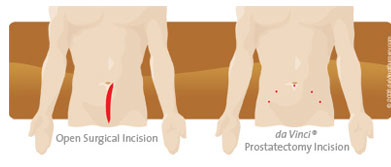 Open Surgical Incision
da Vinci®
Prostatectomy Incision